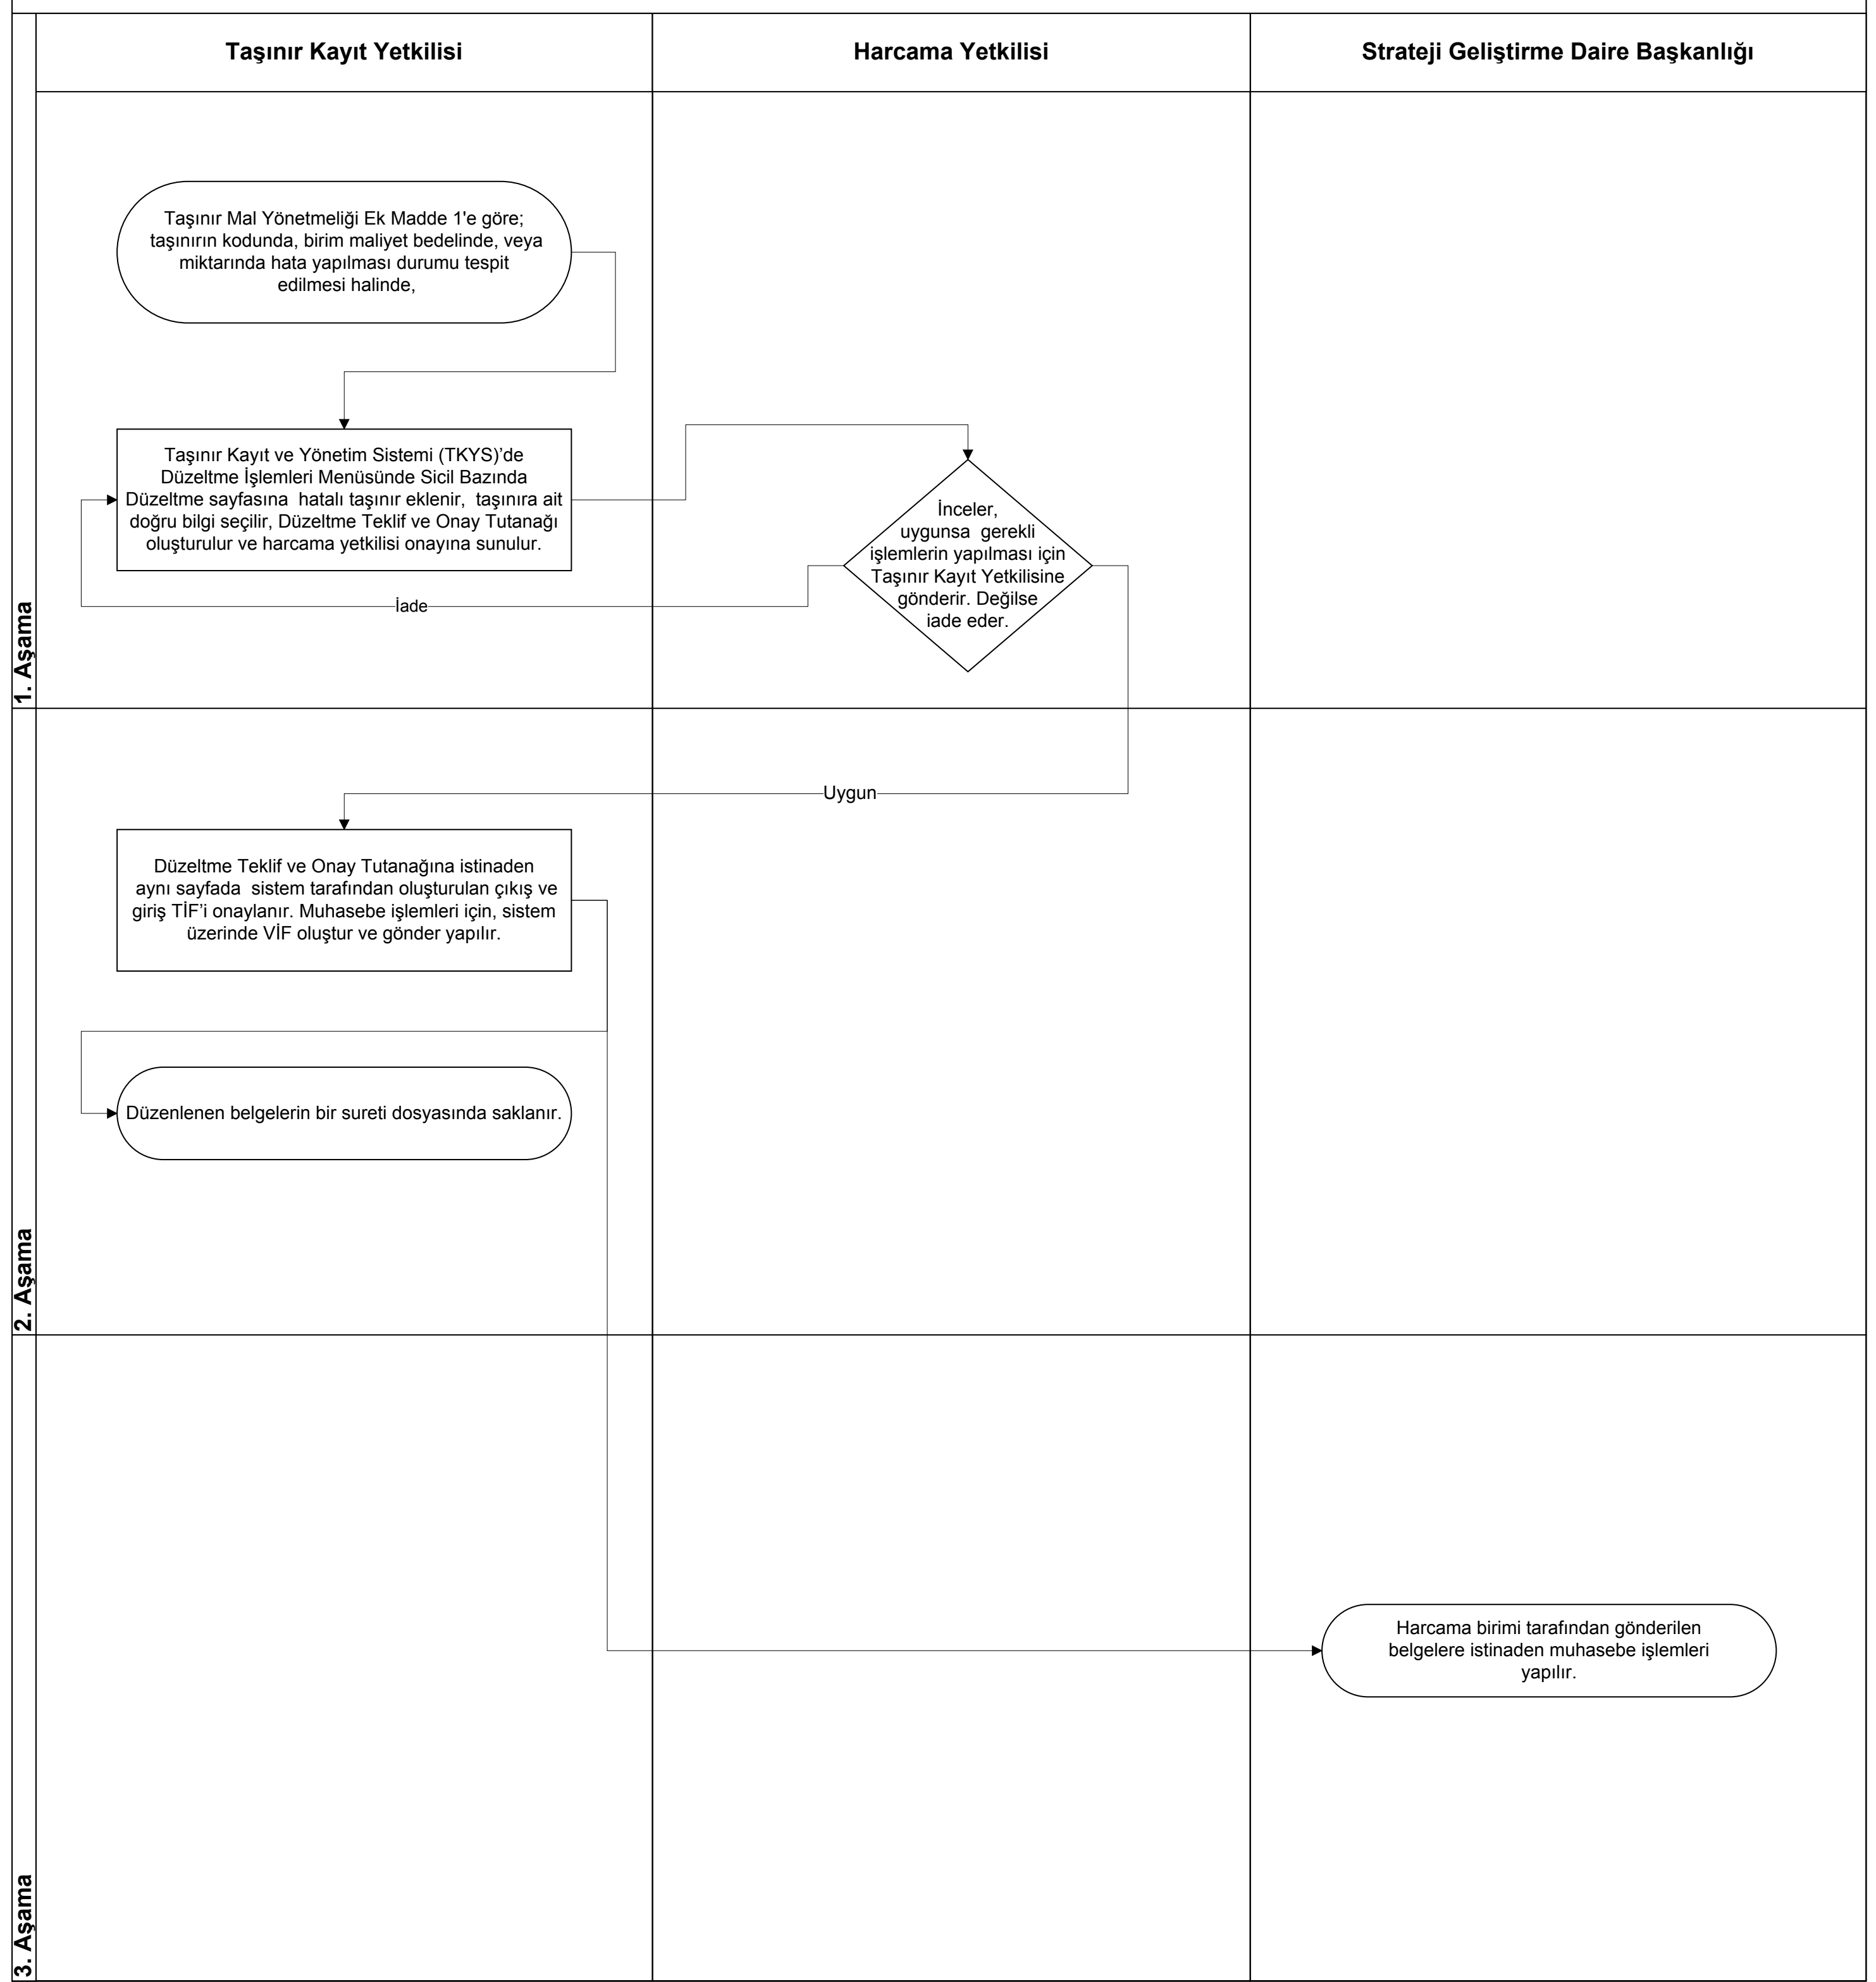 Taşınır Kayıt Yetkilisi
Harcama Yetkilisi
Strateji Geliştirme Daire Başkanlığı
1. Aşama
Taşınır Mal Yönetmeliği Ek Madde 1'e göre;
taşınırın kodunda, birim maliyet bedelinde, veya
miktarında hata yapılması durumu tespit
edilmesi halinde,
Taşınır Kayıt ve Yönetim Sistemi (TKYS)’de
Düzeltme İşlemleri Menüsünde Sicil Bazında
Düzeltme sayfasına hatalı taşınır eklenir, taşınıra ait
doğru bilgi seçilir, Düzeltme Teklif ve Onay Tutanağı
oluşturulur ve harcama yetkilisi onayına sunulur.
İnceler,
uygunsa gerekli
işlemlerin yapılması için
Taşınır Kayıt Yetkilisine
gönderir. Değilse
iade eder.
İade
2. Aşama
Uygun
Düzeltme Teklif ve Onay Tutanağına istinaden
aynı sayfada sistem tarafından oluşturulan çıkış ve
giriş TİF’i onaylanır. Muhasebe işlemleri için, sistem
üzerinde VİF oluştur ve gönder yapılır.
Düzenlenen belgelerin bir sureti dosyasında saklanır.
3. Aşama
Harcama birimi tarafından gönderilen
belgelere istinaden muhasebe işlemleri
yapılır.